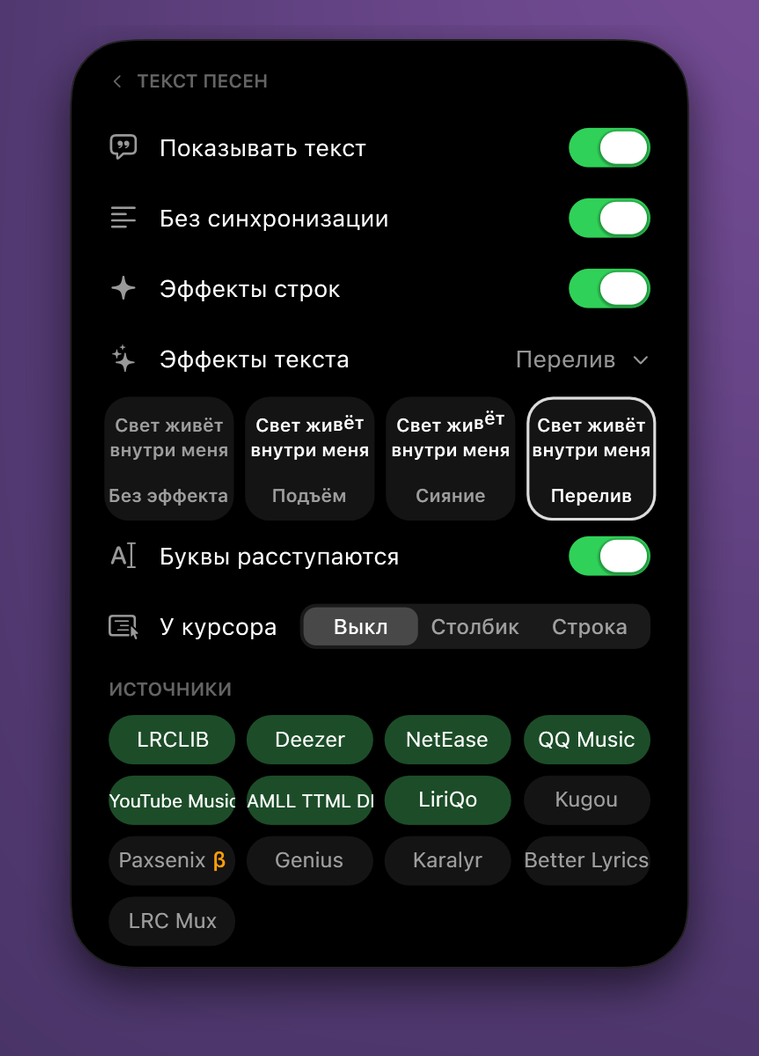 ТЕКСТ ПЕСЕН
Показывать текст
Без синхронизации
Эффекты строк
Эффекты текста Перелив
Свет живёт
внутри меня
Без эффекта
Свет живёт
внутри меня
Подъём
Свет живёт
внутри меня
Сияние
Свет живёт
внутри меня
Перелив
A Буквы расступаются
У курсора Выкл Столбик Строка
ИСТОЧНИКИ
LRCLIB Deezer NetEase QQ Music
YouTube Music AMLL TTML D LiriQo Kugou
Paxsenix β Genius Karalyr Better Lyrics
LRC Mux